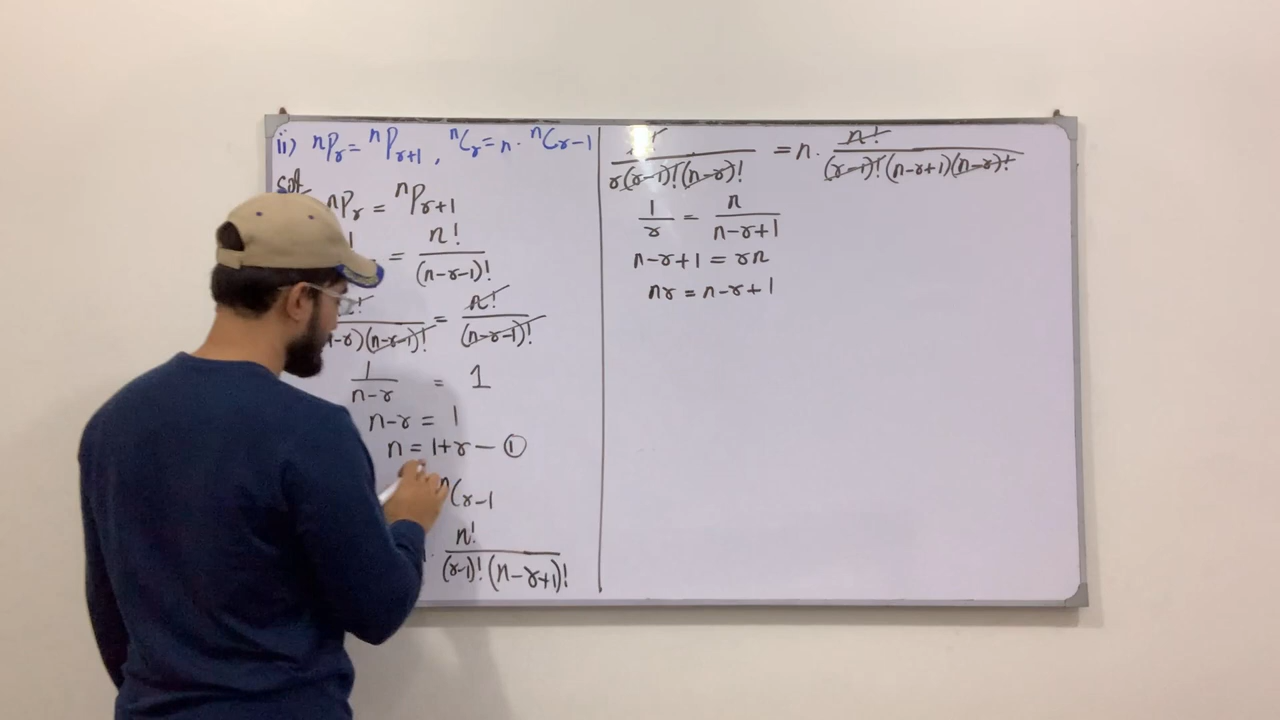 ii) ⁿPᵣ = ⁿPᵣ₊₁ , ⁿCᵣ = n · ⁿCᵣ₋₁
Sol
nPᵣ = ⁿPᵣ₊₁
= n! / (n-r-1)!
(n-r-1)! = n! / (n-r-1)!
1 / (n-r) = 1
n-r = 1
n = 1+r — ①
ⁿCᵣ₋₁
n! / (r-1)! (n-r+1)!
/ r(r-1)!(n-r)! = n · n! / (r-1)!(n-r+1)(n-r)!
1/r = n / (n-r+1)
n-r+1 = rn
nr = n-r+1